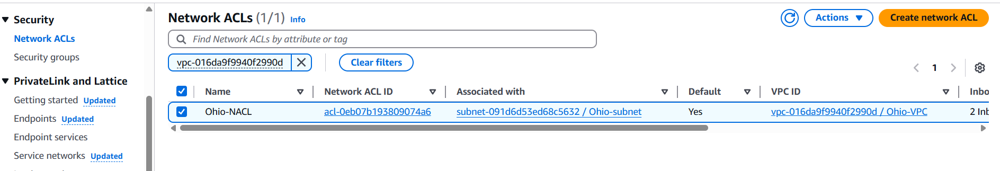 Security
Network ACLs
Security groups
PrivateLink and Lattice
Getting started Updated
Endpoints Updated
Endpoint services
Service networks Updated
Network ACLs (1/1) Info
Actions
Create network ACL
Find Network ACLs by attribute or tag
vpc-016da9f9940f2990d
Clear filters
1
Name Network ACL ID Associated with Default VPC ID Inbo
Ohio-NACL acl-0eb07b193809074a6 subnet-091d6d53ed68c5632 / Ohio-subnet Yes vpc-016da9f9940f2990d / Ohio-VPC 2 Inb